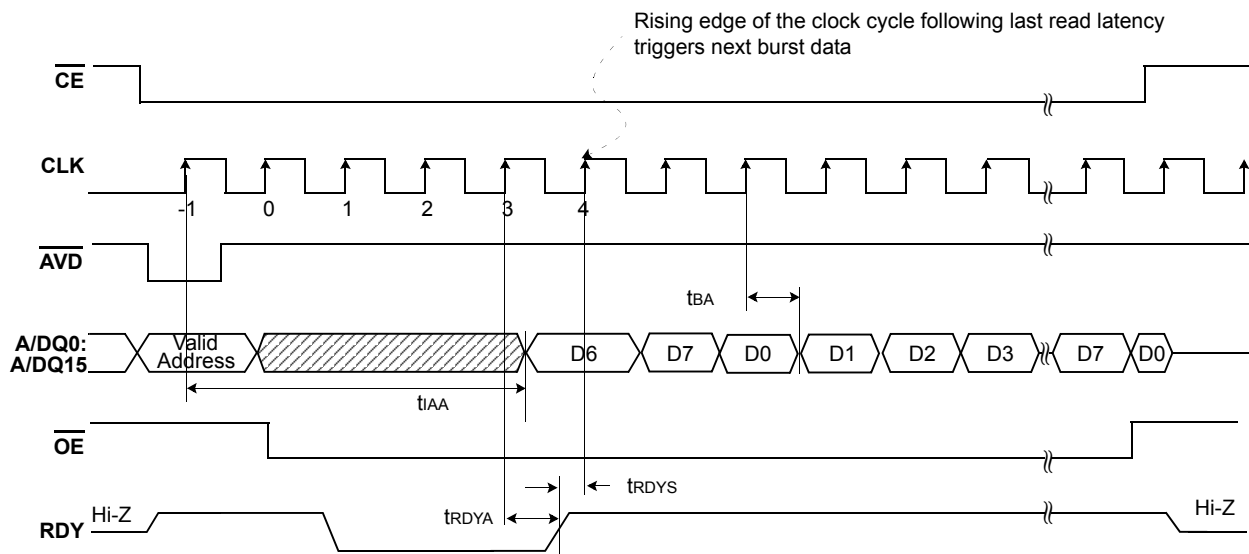 Rising edge of the clock cycle following last read latency
triggers next burst data
CE
CLK
-1 0 1 2 3 4
AVD
tBA
A/DQ0:
A/DQ15
Valid
Address
D6 D7 D0 D1 D2 D3 D7 D0
tIAA
OE
tRDYS
Hi-Z
tRDYA
Hi-Z
RDY